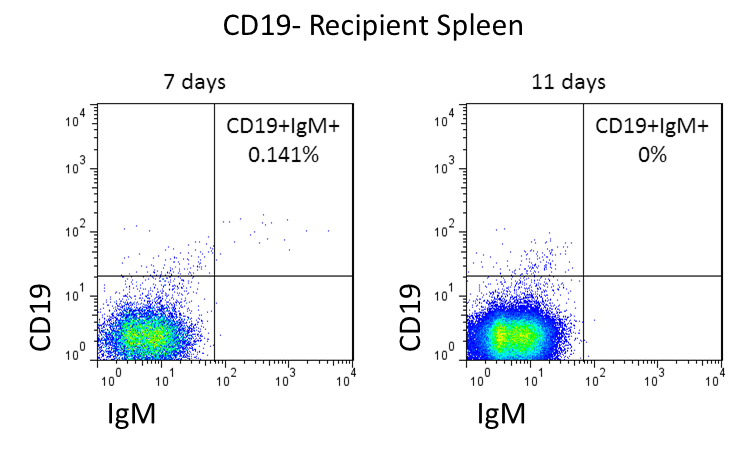 CD19- Recipient Spleen
7 days
CD19+IgM+
0.141%
10^4
10^3
10^2
10^1
10^0
CD19
10^0 10^1 10^2 10^3 10^4
IgM
11 days
CD19+IgM+
0%
10^4
10^3
10^2
10^1
10^0
CD19
10^0 10^1 10^2 10^3 10^4
IgM